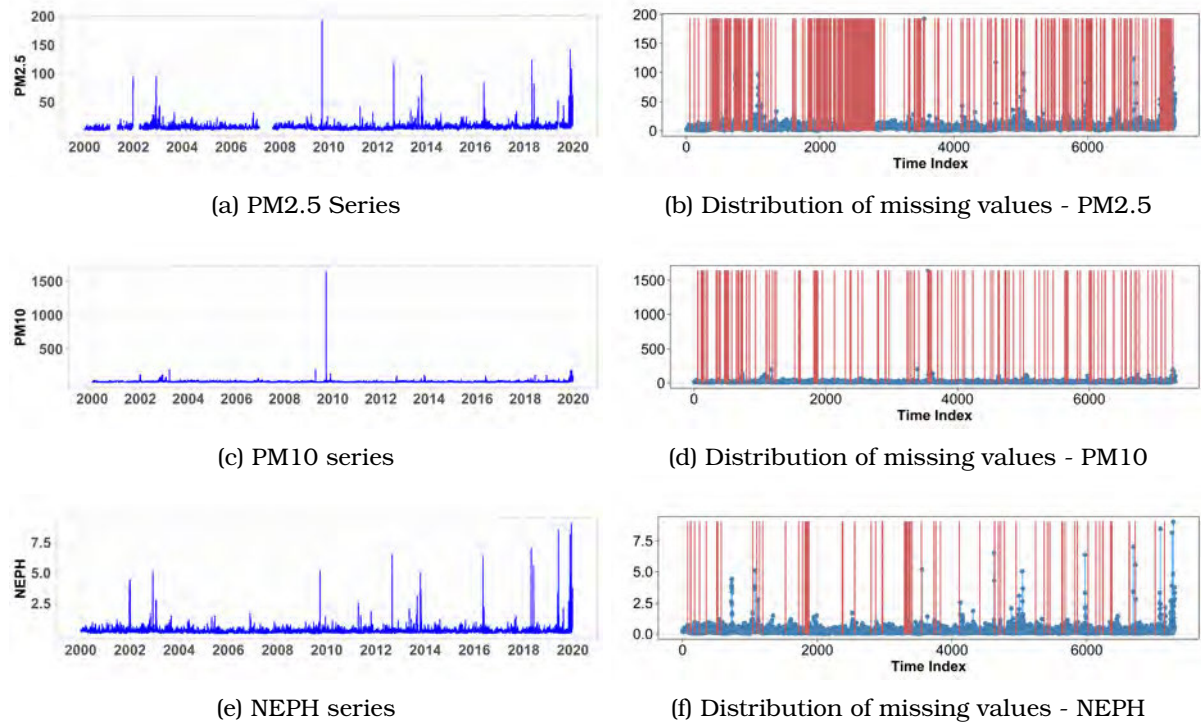 200
150
100
50
PM2.5
2000 2002 2004 2006 2008 2010 2012 2014 2016 2018 2020
(a) PM2.5 Series
200
150
100
50
0
0 2000 4000 6000
Time Index
(b) Distribution of missing values - PM2.5
1500
1000
500
PM10
2000 2002 2004 2006 2008 2010 2012 2014 2016 2018 2020
(c) PM10 series
1500
1000
500
0
0 2000 4000 6000
Time Index
(d) Distribution of missing values - PM10
7.5
5.0
2.5
NEPH
2000 2002 2004 2006 2008 2010 2012 2014 2016 2018 2020
(e) NEPH series
7.5
5.0
2.5
0.0
0 2000 4000 6000
Time Index
(f) Distribution of missing values - NEPH